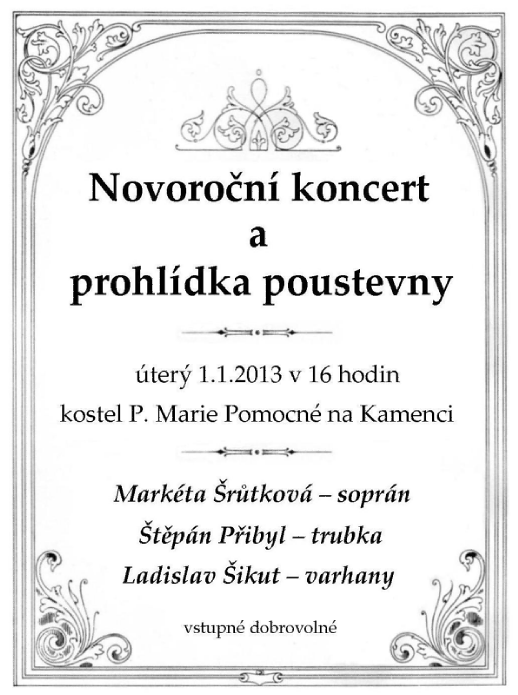 Novoroční koncert
a
prohlídka poustevny
úterý 1.1.2013 v 16 hodin
kostel P. Marie Pomocné na Kamenci
Markéta Šrůtková – soprán
Štěpán Přibyl – trubka
Ladislav Šikut – varhany
vstupné dobrovolné